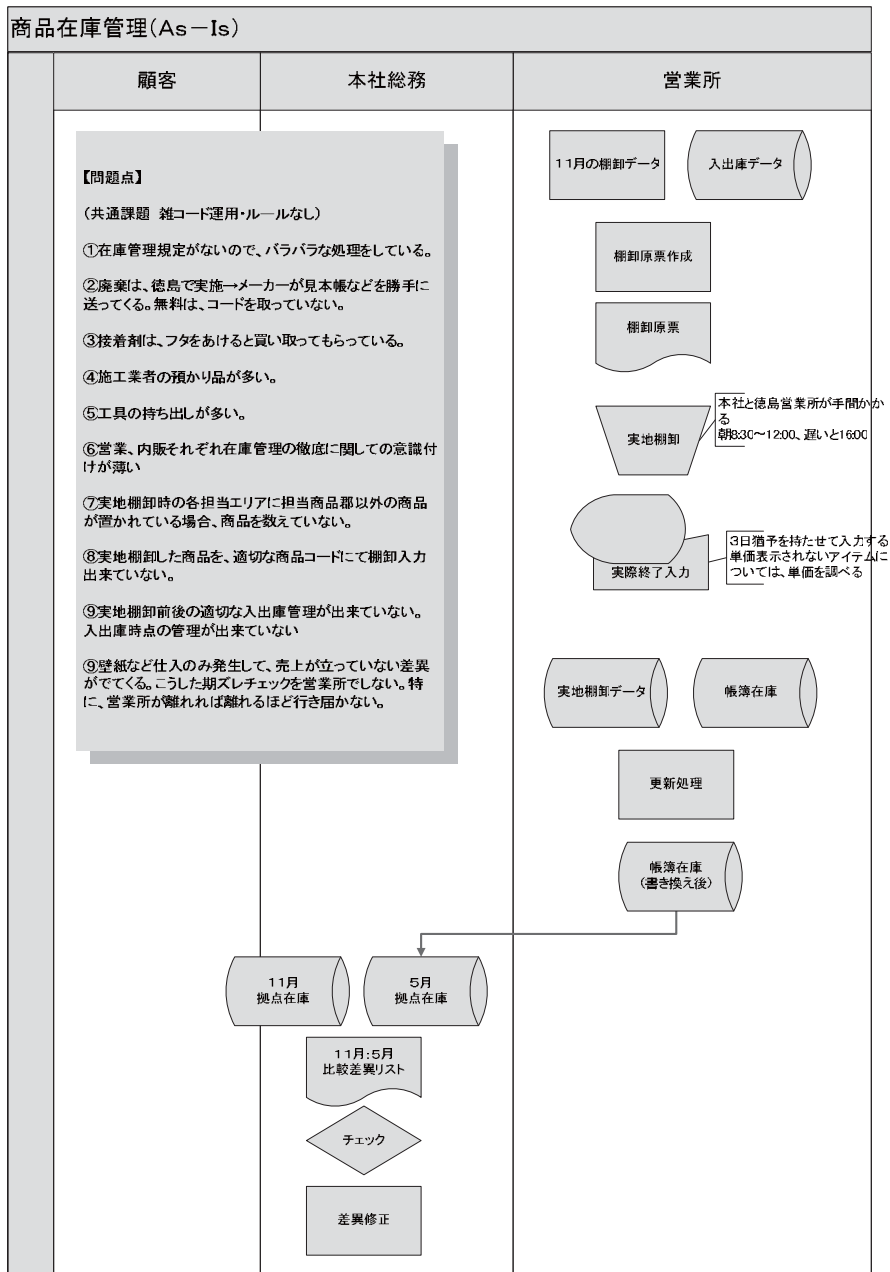 商品在庫管理(As－Is)
顧客
本社総務
営業所
【問題点】
(共通課題 雑コード運用・ルールなし)
①在庫管理規定がないので、バラバラな処理をしている。
②廃棄は、徳島で実施→メーカーが見本帳などを勝手に
送ってくる。無料は、コードを取っていない。
③接着剤は、フタをあけると買い取ってもらっている。
④施工業者の預かり品が多い。
⑤工具の持ち出しが多い。
⑥営業、内販それぞれ在庫管理の徹底に関しての意識付
けが薄い
⑦実地棚卸時の各担当エリアに担当商品郡以外の商品
が置かれている場合、商品を数えていない。
⑧実地棚卸した商品を、適切な商品コードにて棚卸入力
出来ていない。
⑨実地棚卸前後の適切な入出庫管理が出来ていない。
入出庫時点の管理が出来ていない
⑨壁紙など仕入のみ発生して、売上が立っていない差異
がでてくる。こうした期ズレチェックを営業所でしない。特
に、営業所が離れれば離れるほど行き届かない。
11月の棚卸データ
入出庫データ
棚卸原票作成
棚卸原票
実地棚卸
本社と徳島営業所が手間かか
る
朝8:30～12:00、遅いと16:00
実際終了入力
3日猶予を持たせて入力する
単価表示されないアイテムに
ついては、単価を調べる
実地棚卸データ
帳簿在庫
更新処理
帳簿在庫
(書き換え後)
11月
拠点在庫
5月
拠点在庫
11月:5月
比較差異リスト
チェック
差異修正